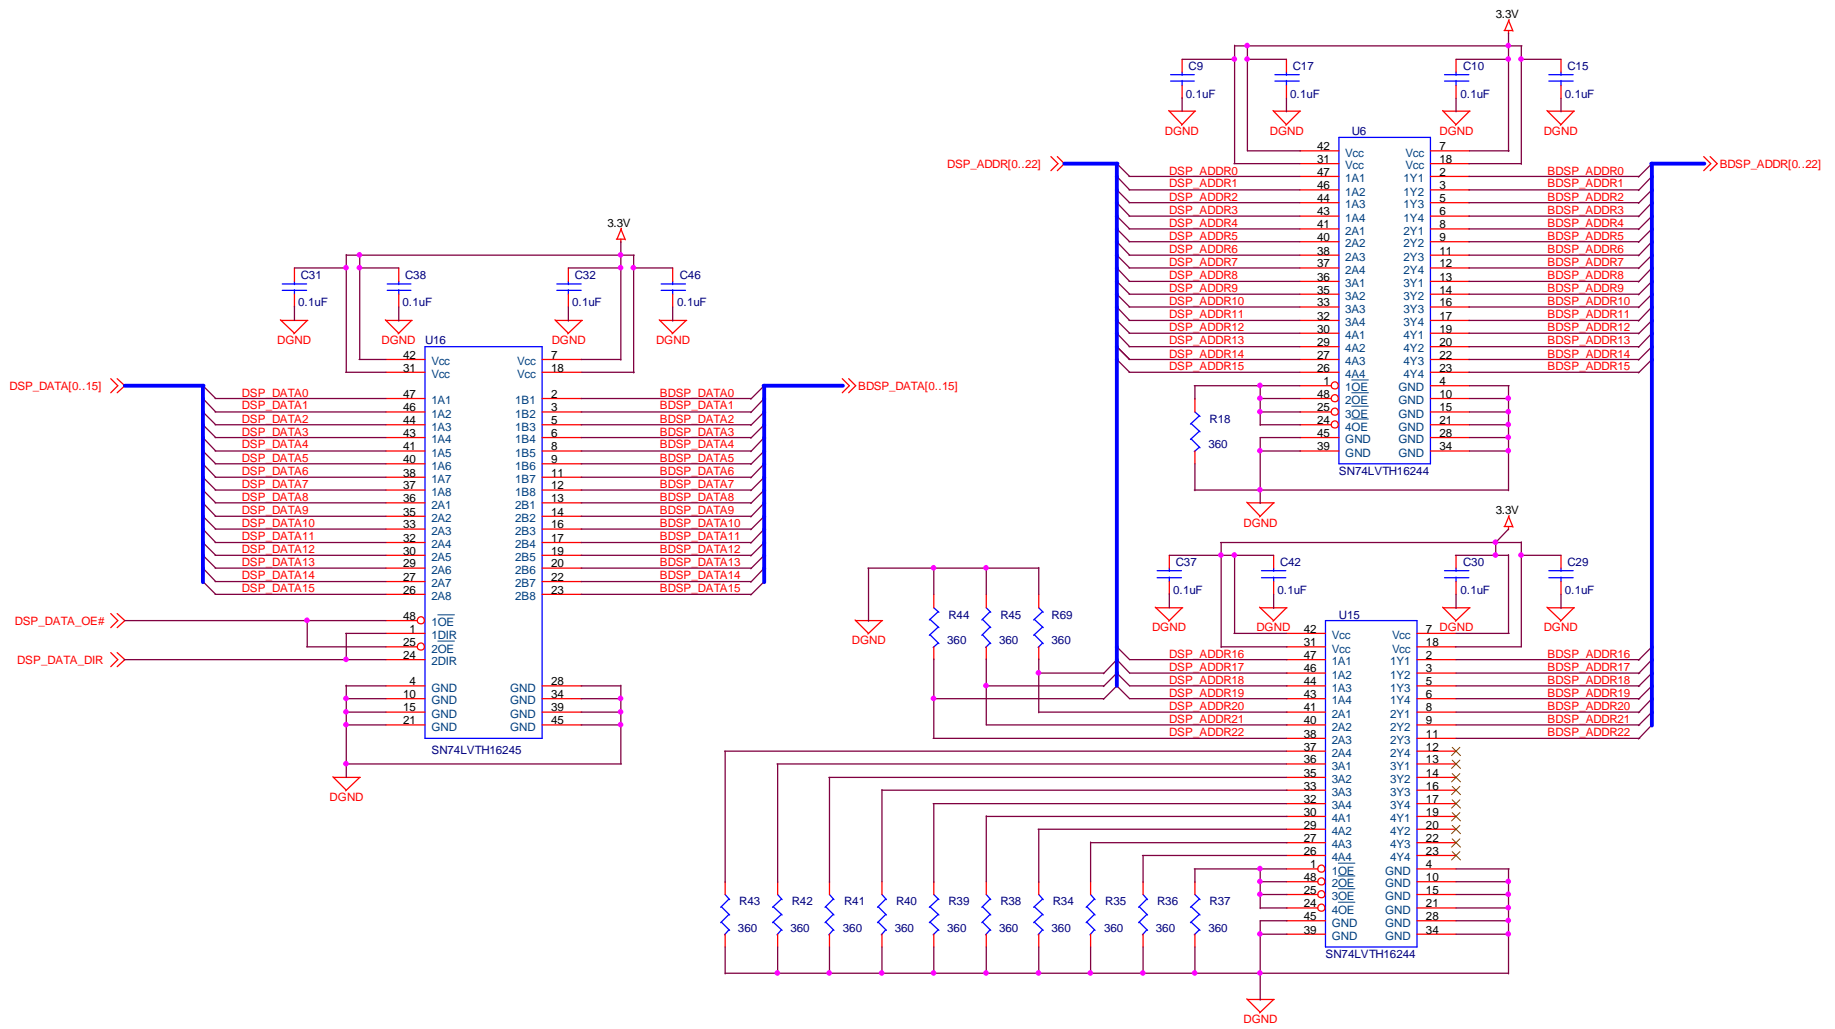 3.3V
C9
0.1uF
DGND
C17
0.1uF
DGND
C10
0.1uF
DGND
C15
0.1uF
DGND
U6
DSP_ADDR[0..22]
BDSP_ADDR[0..22]
42 Vcc Vcc 7
31 Vcc Vcc 18
DSP_ADDR0 47 1A1 1Y1 2 BDSP_ADDR0
DSP_ADDR1 46 1A2 1Y2 3 BDSP_ADDR1
DSP_ADDR2 44 1A3 1Y3 5 BDSP_ADDR2
DSP_ADDR3 43 1A4 1Y4 6 BDSP_ADDR3
DSP_ADDR4 41 2A1 2Y1 8 BDSP_ADDR4
DSP_ADDR5 40 2A2 2Y2 9 BDSP_ADDR5
DSP_ADDR6 38 2A3 2Y3 11 BDSP_ADDR6
DSP_ADDR7 37 2A4 2Y4 12 BDSP_ADDR7
DSP_ADDR8 36 3A1 3Y1 13 BDSP_ADDR8
DSP_ADDR9 35 3A2 3Y2 14 BDSP_ADDR9
DSP_ADDR10 33 3A3 3Y3 16 BDSP_ADDR10
DSP_ADDR11 32 3A4 3Y4 17 BDSP_ADDR11
DSP_ADDR12 30 4A1 4Y1 19 BDSP_ADDR12
DSP_ADDR13 29 4A2 4Y2 20 BDSP_ADDR13
DSP_ADDR14 27 4A3 4Y3 22 BDSP_ADDR14
DSP_ADDR15 26 4A4 4Y4 23 BDSP_ADDR15
1 1OE GND 4
48 2OE GND 10
25 3OE GND 15
24 4OE GND 21
45 GND GND 28
39 GND GND 34
SN74LVTH16244
R18
360
DGND
3.3V
C31
0.1uF
DGND
C38
0.1uF
DGND
C32
0.1uF
DGND
C46
0.1uF
DGND
U16
DSP_DATA[0..15]
BDSP_DATA[0..15]
42 Vcc Vcc 7
31 Vcc Vcc 18
DSP_DATA0 47 1A1 1B1 2 BDSP_DATA0
DSP_DATA1 46 1A2 1B2 3 BDSP_DATA1
DSP_DATA2 44 1A3 1B3 5 BDSP_DATA2
DSP_DATA3 43 1A4 1B4 6 BDSP_DATA3
DSP_DATA4 41 1A5 1B5 8 BDSP_DATA4
DSP_DATA5 40 1A6 1B6 9 BDSP_DATA5
DSP_DATA6 38 1A7 1B7 11 BDSP_DATA6
DSP_DATA7 37 1A8 1B8 12 BDSP_DATA7
DSP_DATA8 36 2A1 2B1 13 BDSP_DATA8
DSP_DATA9 35 2A2 2B2 14 BDSP_DATA9
DSP_DATA10 33 2A3 2B3 16 BDSP_DATA10
DSP_DATA11 32 2A4 2B4 17 BDSP_DATA11
DSP_DATA12 30 2A5 2B5 19 BDSP_DATA12
DSP_DATA13 29 2A6 2B6 20 BDSP_DATA13
DSP_DATA14 27 2A7 2B7 22 BDSP_DATA14
DSP_DATA15 26 2A8 2B8 23 BDSP_DATA15
DSP_DATA_OE# 48 1OE
1 1DIR
25 2OE
DSP_DATA_DIR 24 2DIR
4 GND GND 28
10 GND GND 34
15 GND GND 39
21 GND GND 45
SN74LVTH16245
DGND
3.3V
C37
0.1uF
DGND
C42
0.1uF
DGND
C30
0.1uF
DGND
C29
0.1uF
DGND
DGND
R44
360
R45
360
R69
360
U15
42 Vcc Vcc 7
31 Vcc Vcc 18
DSP_ADDR16 47 1A1 1Y1 2 BDSP_ADDR16
DSP_ADDR17 46 1A2 1Y2 3 BDSP_ADDR17
DSP_ADDR18 44 1A3 1Y3 5 BDSP_ADDR18
DSP_ADDR19 43 1A4 1Y4 6 BDSP_ADDR19
DSP_ADDR20 41 2A1 2Y1 8 BDSP_ADDR20
DSP_ADDR21 40 2A2 2Y2 9 BDSP_ADDR21
DSP_ADDR22 38 2A3 2Y3 11 BDSP_ADDR22
37 2A4 2Y4 12
36 3A1 3Y1 13
35 3A2 3Y2 14
33 3A3 3Y3 16
32 3A4 3Y4 17
30 4A1 4Y1 19
29 4A2 4Y2 20
27 4A3 4Y3 22
26 4A4 4Y4 23
1 1OE GND 4
48 2OE GND 10
25 3OE GND 15
24 4OE GND 21
45 GND GND 28
39 GND GND 34
SN74LVTH16244
R43 R42 R41 R40 R39 R38 R34 R35 R36 R37
360 360 360 360 360 360 360 360 360 360
DGND